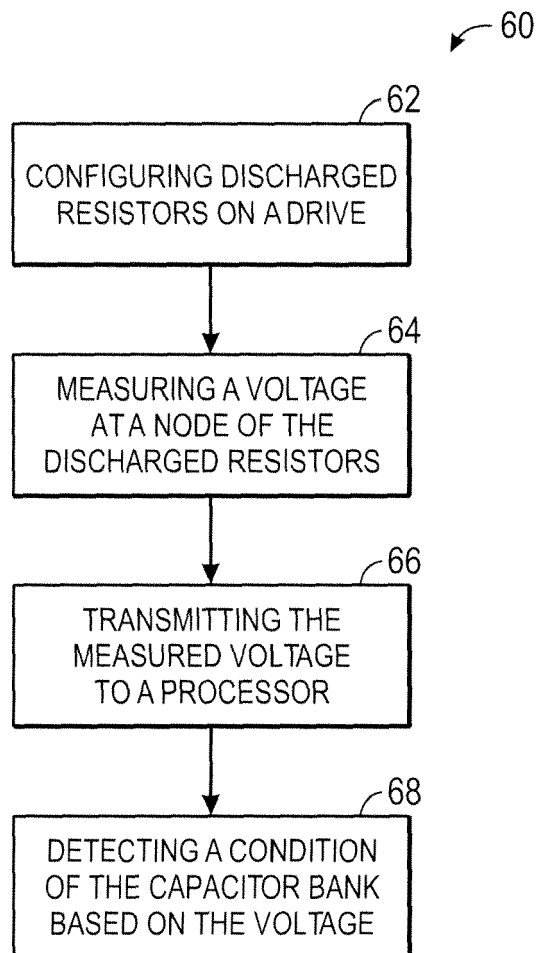 60
62
CONFIGURING DISCHARGED
RESISTORS ON A DRIVE
64
MEASURING A VOLTAGE
AT A NODE OF THE
DISCHARGED RESISTORS
66
TRANSMITTING THE
MEASURED VOLTAGE
TO A PROCESSOR
68
DETECTING A CONDITION
OF THE CAPACITOR BANK
BASED ON THE VOLTAGE